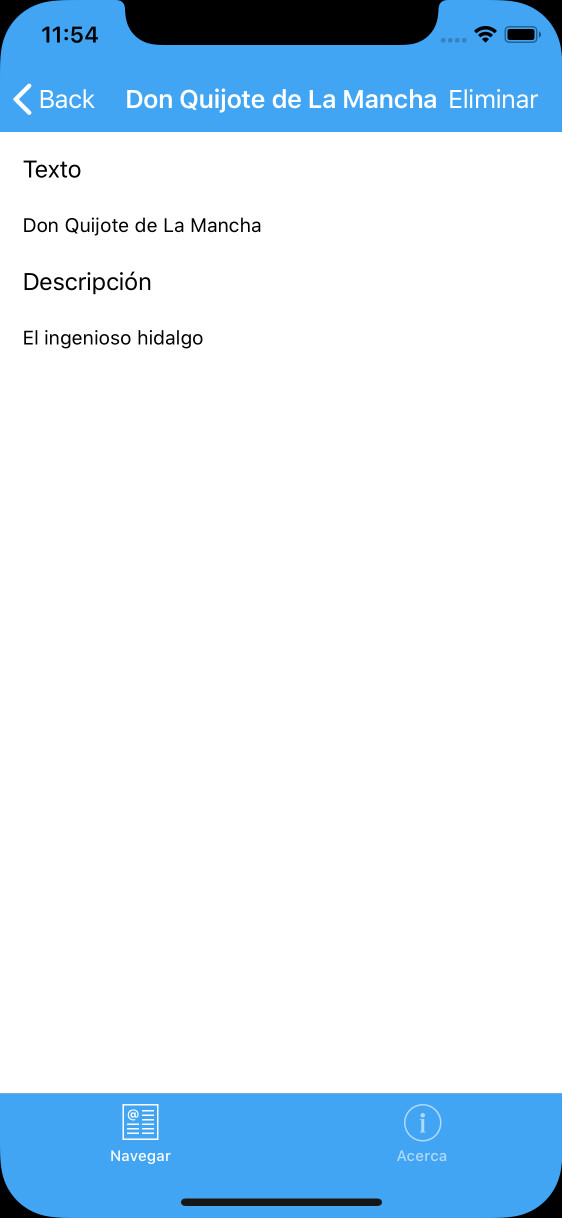 11:54
Back Don Quijote de La Mancha Eliminar
Texto
Don Quijote de La Mancha
Descripción
El ingenioso hidalgo
@ i
Navegar Acerca